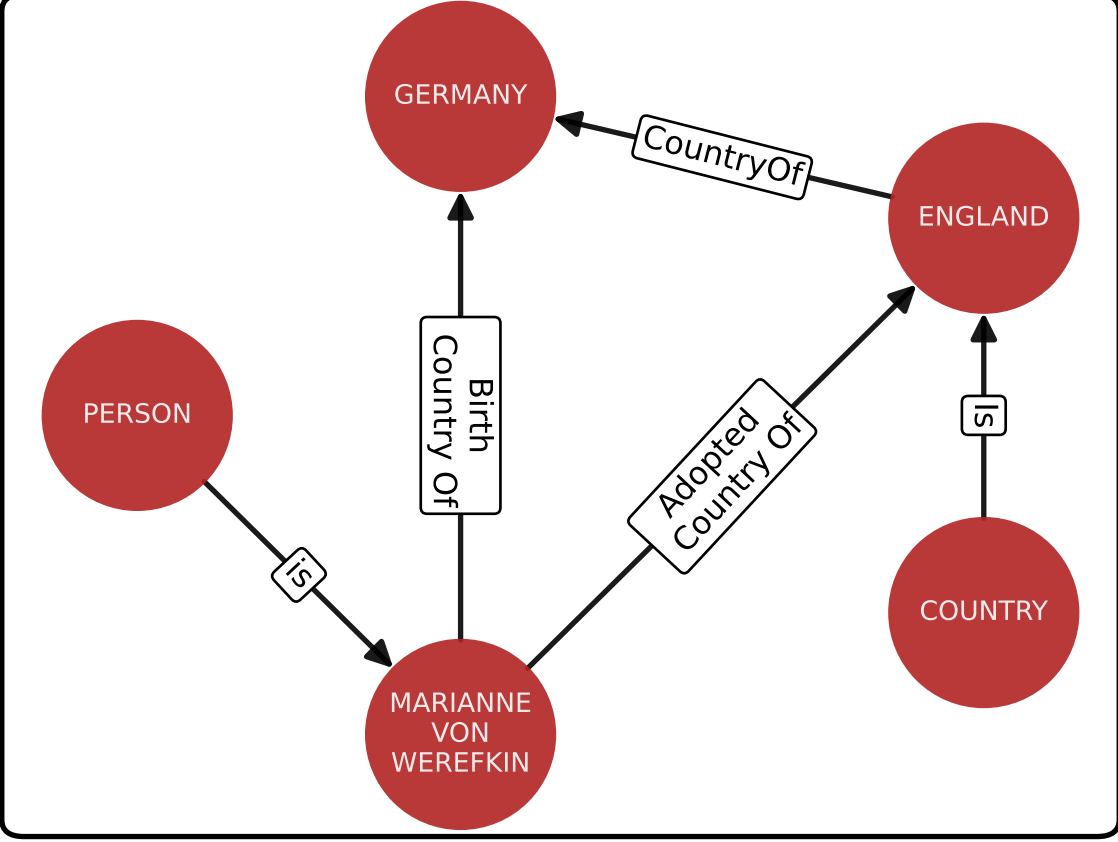 GERMANY
CountryOf
ENGLAND
Birth
Country Of
Adopted
Country Of
PERSON
Is
is
COUNTRY
MARIANNE
VON
WEREFKIN